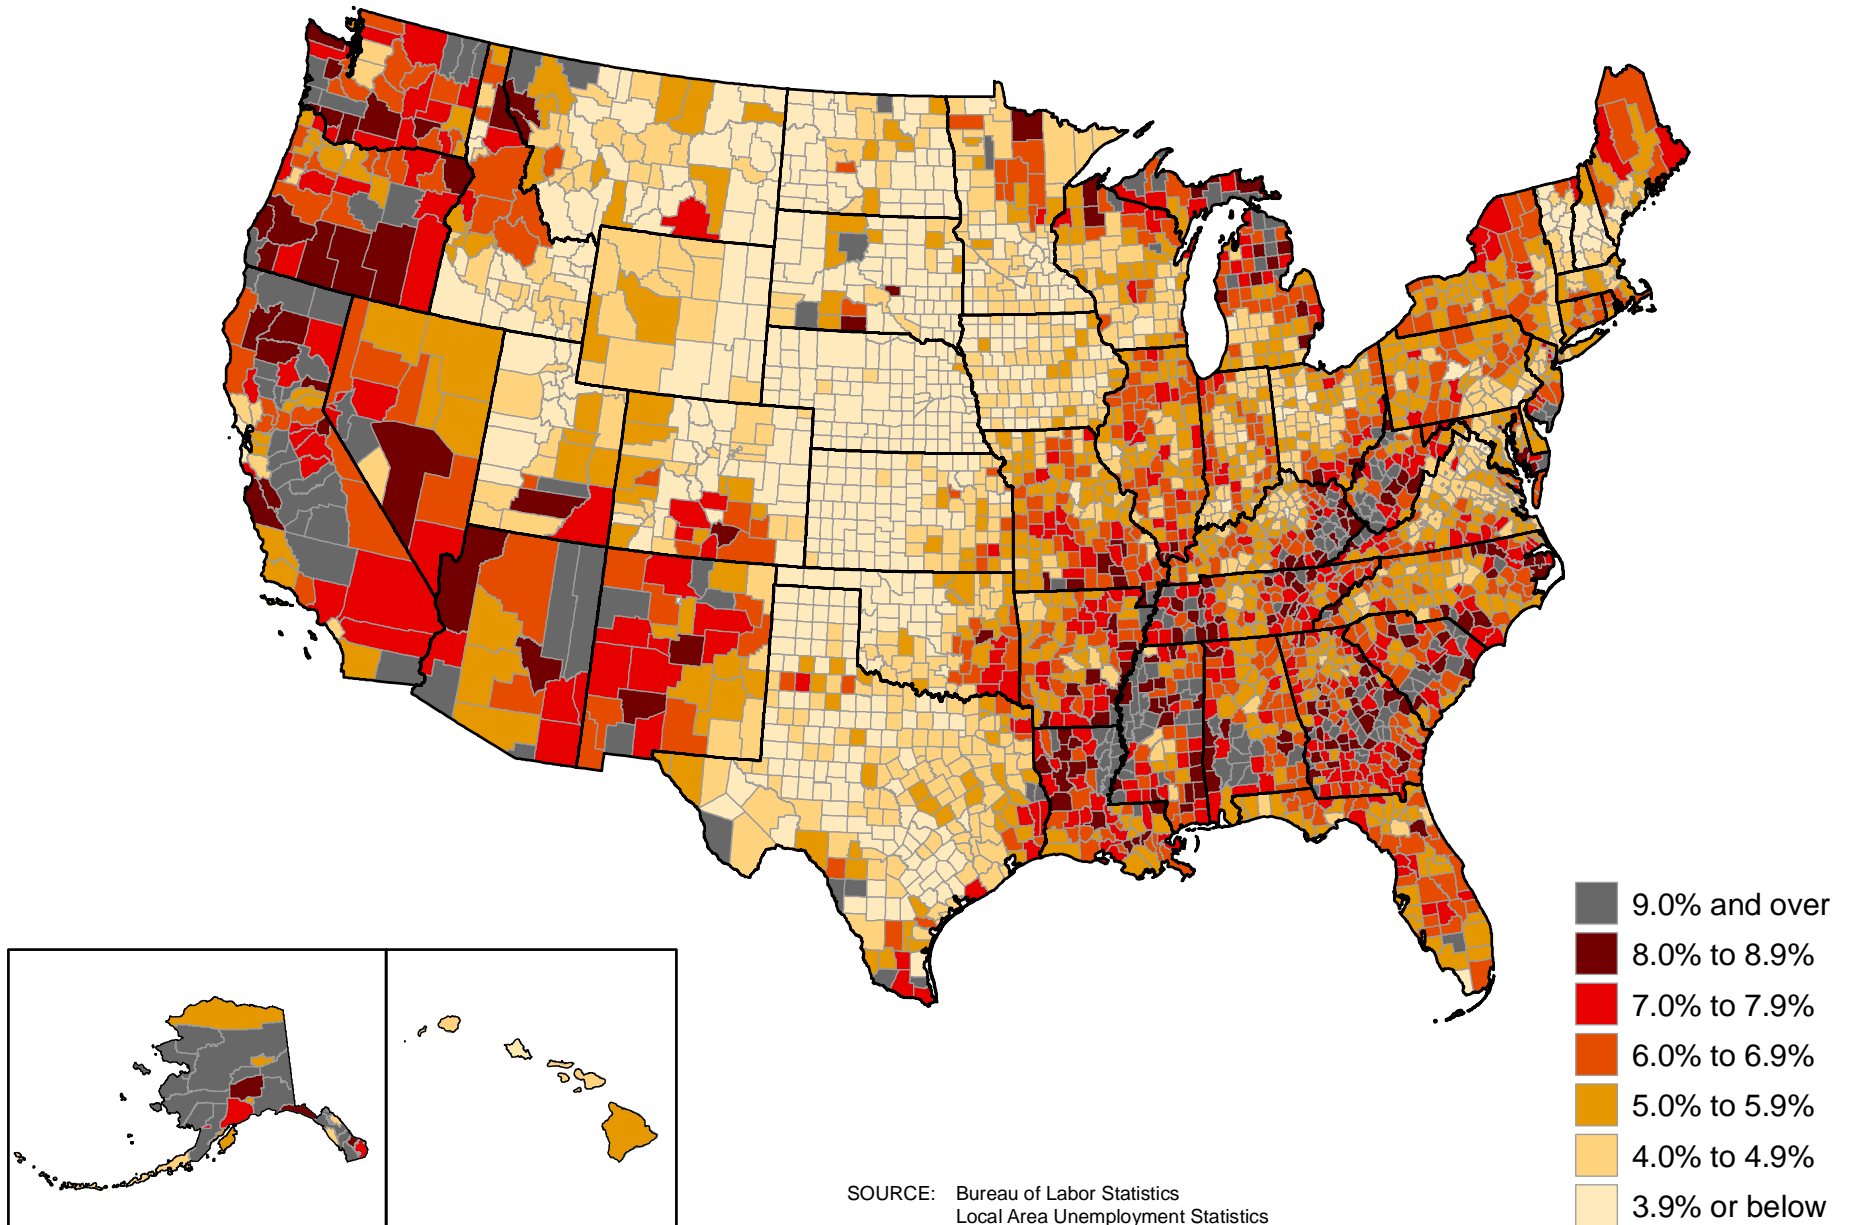 9.0% and over
8.0% to 8.9%
7.0% to 7.9%
6.0% to 6.9%
5.0% to 5.9%
4.0% to 4.9%
3.9% or below
SOURCE: Bureau of Labor Statistics
Local Area Unemployment Statistics